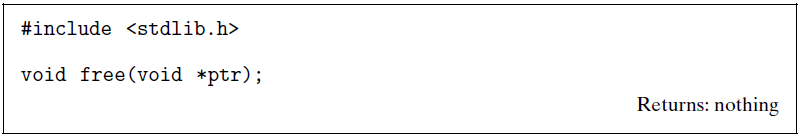 #include <stdlib.h>
void free(void *ptr);
Returns: nothing